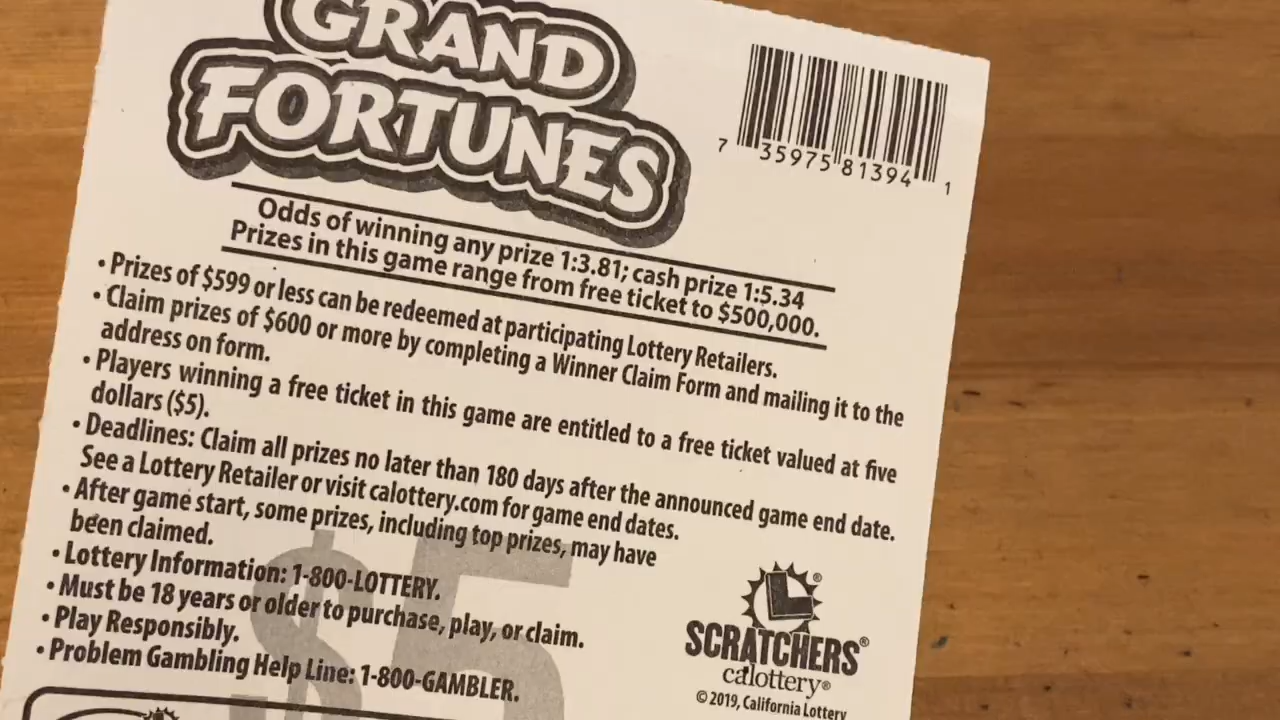 GRAND
FORTUNES
7 35975 81394 1
Odds of winning any prize 1:3.81; cash prize 1:5.34
Prizes in this game range from free ticket to $500,000.
• Prizes of $599 or less can be redeemed at participating Lottery Retailers.
• Claim prizes of $600 or more by completing a Winner Claim Form and mailing it to the
address on form.
• Players winning a free ticket in this game are entitled to a free ticket valued at five
dollars ($5).
• Deadlines: Claim all prizes no later than 180 days after the announced game end date.
See a Lottery Retailer or visit calottery.com for game end dates.
• After game start, some prizes, including top prizes, may have
been claimed.
• Lottery Information: 1-800-LOTTERY.
• Must be 18 years or older to purchase, play, or claim.
• Play Responsibly.
• Problem Gambling Help Line: 1-800-GAMBLER.
$5
L®
SCRATCHERS®
calottery®
© 2019, California Lottery